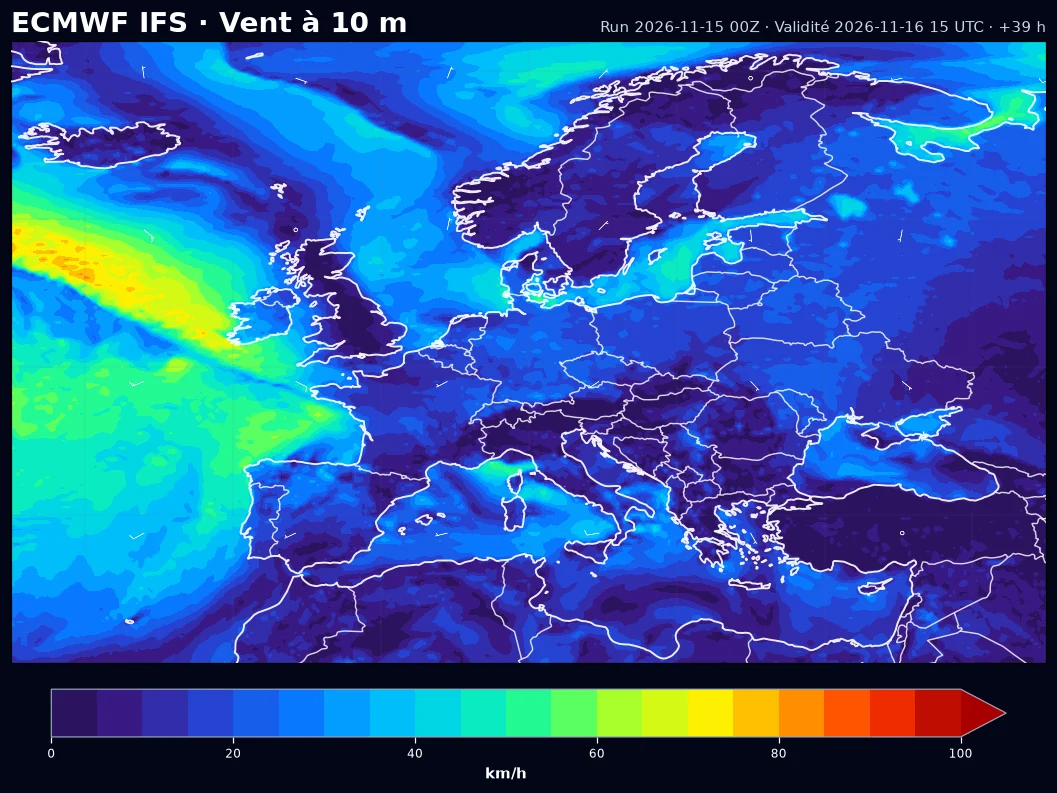 ECMWF IFS · Vent à 10 m
Run 2026-11-15 00Z · Validité 2026-11-16 15 UTC · +39 h
0 20 40 60 80 100
km/h